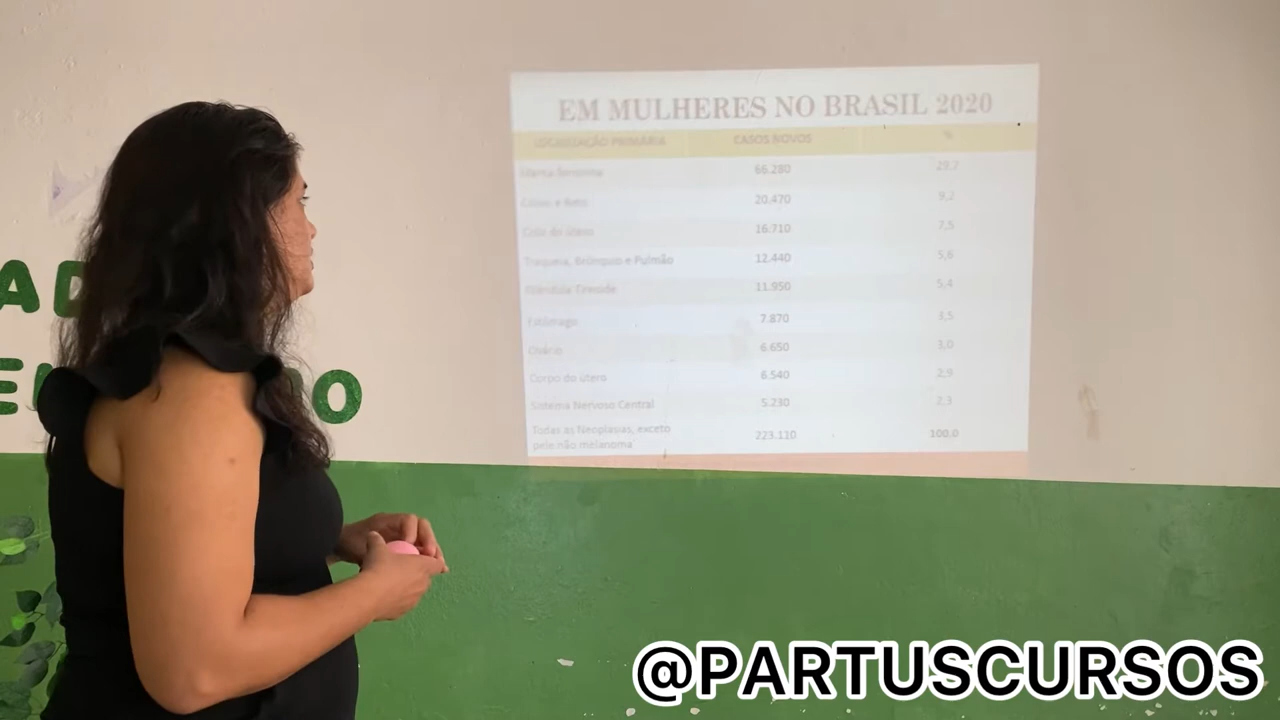 EM MULHERES NO BRASIL 2020
LOCALIZAÇÃO PRIMÁRIA CASOS NOVOS %
Mama feminina 66.280 29,7
Cólon e Reto 20.470 9,2
Colo do útero 16.710 7,5
Traqueia, Brônquio e Pulmão 12.440 5,6
Glândula Tireoide 11.950 5,4
Estômago 7.870 3,5
Ovário 6.650 3,0
Corpo do útero 6.540 2,9
Sistema Nervoso Central 5.230 2,3
Todas as Neoplasias, exceto
pele não melanoma 223.110 100,0
AD
O
@PARTUSCURSOS